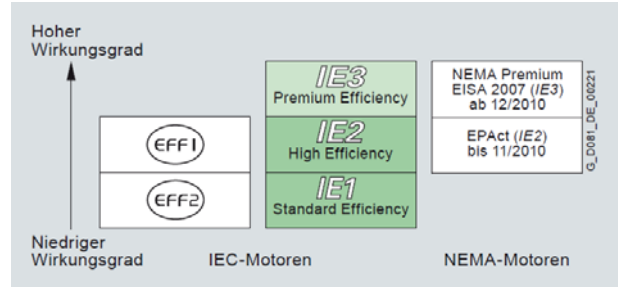 Hoher
Wirkungsgrad
IE3
Premium Efficiency
NEMA Premium
EISA 2007 (IE3)
ab 12/2010
EFF1
IE2
High Efficiency
EPAct (IE2)
bis 11/2010
EFF2
IE1
Standard Efficiency
G_D081_DE_00221
Niedriger
Wirkungsgrad
IEC-Motoren
NEMA-Motoren